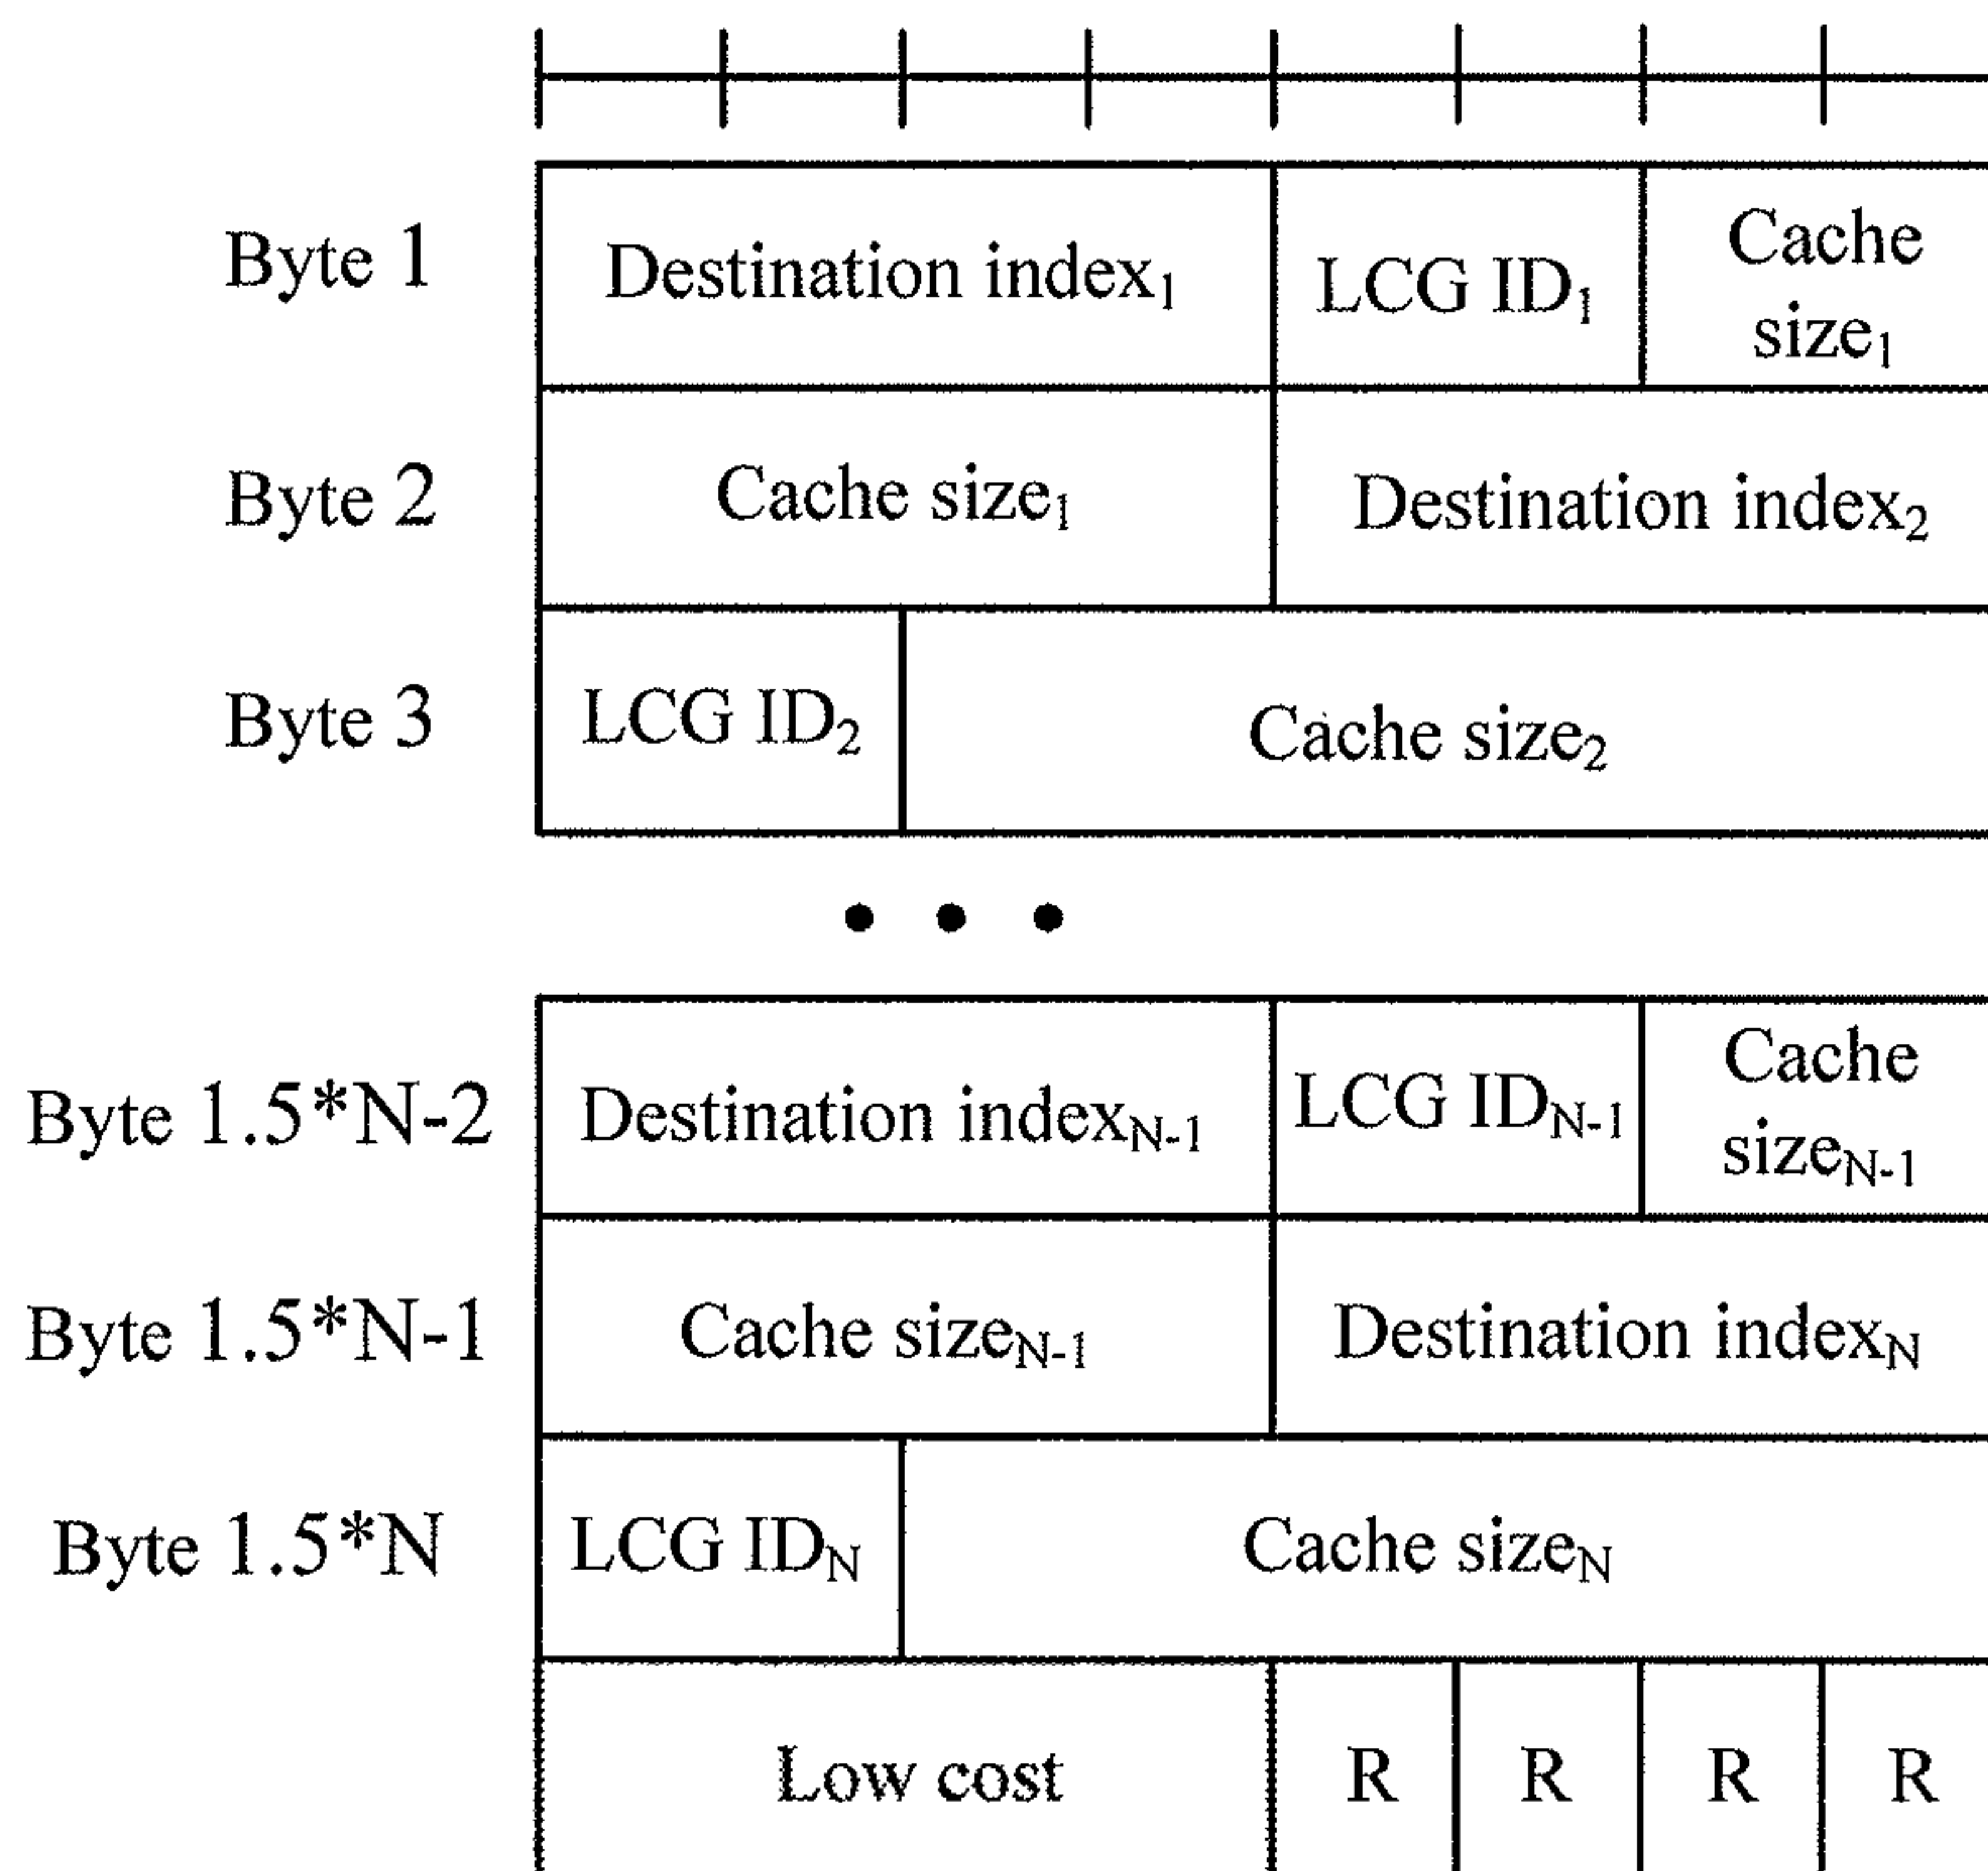 Byte 1 Destination index₁ LCG ID₁ Cache size₁
Byte 2 Cache size₁ Destination index₂
Byte 3 LCG ID₂ Cache size₂
• • •
Byte 1.5*N-2 Destination indexN-1 LCG IDN-1 Cache sizeN-1
Byte 1.5*N-1 Cache sizeN-1 Destination indexN
Byte 1.5*N LCG IDN Cache sizeN
Low cost R R R R